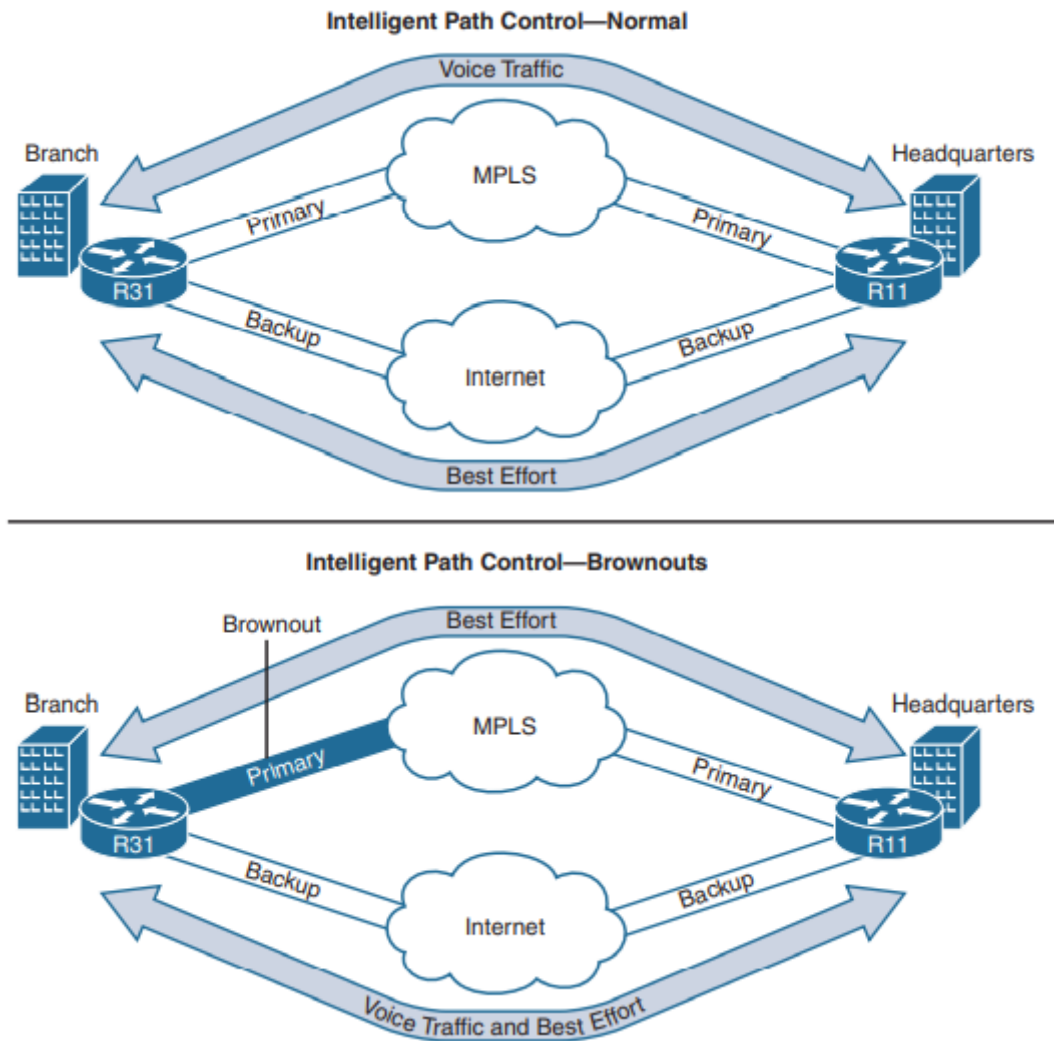 Intelligent Path Control—Normal
Voice Traffic
Branch
Headquarters
MPLS
Primary
Primary
R31
R11
Backup
Backup
Internet
Best Effort
Intelligent Path Control—Brownouts
Best Effort
Brownout
Branch
Headquarters
MPLS
Primary
Primary
R31
R11
Backup
Backup
Internet
Voice Traffic and Best Effort